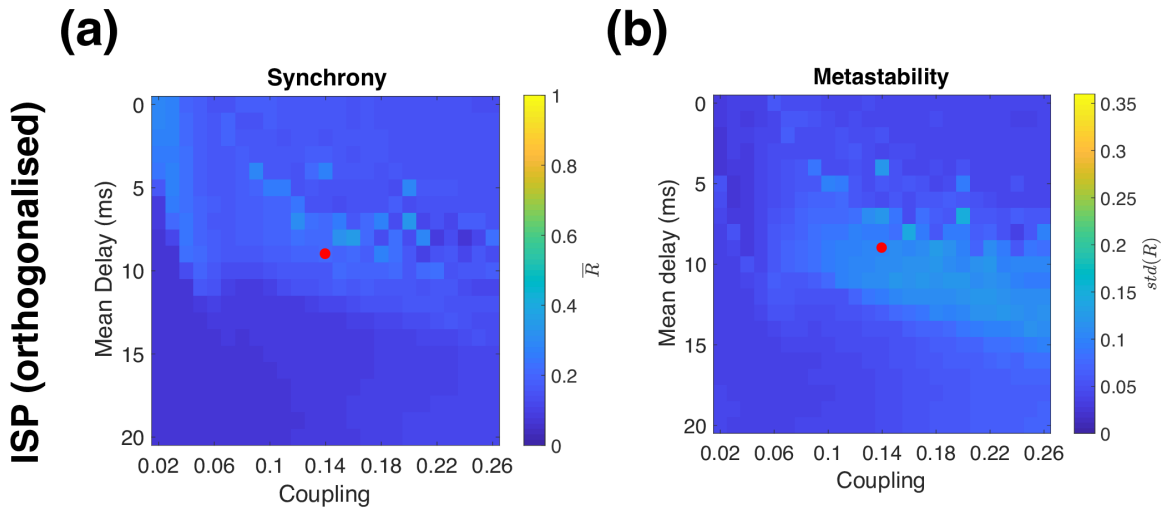 (a)
(b)
ISP (orthogonalised)
Synchrony
Mean Delay (ms)
0
5
10
15
20
0.02 0.06 0.1 0.14 0.18 0.22 0.26
Coupling
1
0.8
0.6
0.4
0.2
0
R̅
Metastability
Mean delay (ms)
0
5
10
15
20
0.02 0.06 0.1 0.14 0.18 0.22 0.26
Coupling
0.35
0.3
0.25
0.2
0.15
0.1
0.05
0
std(R)